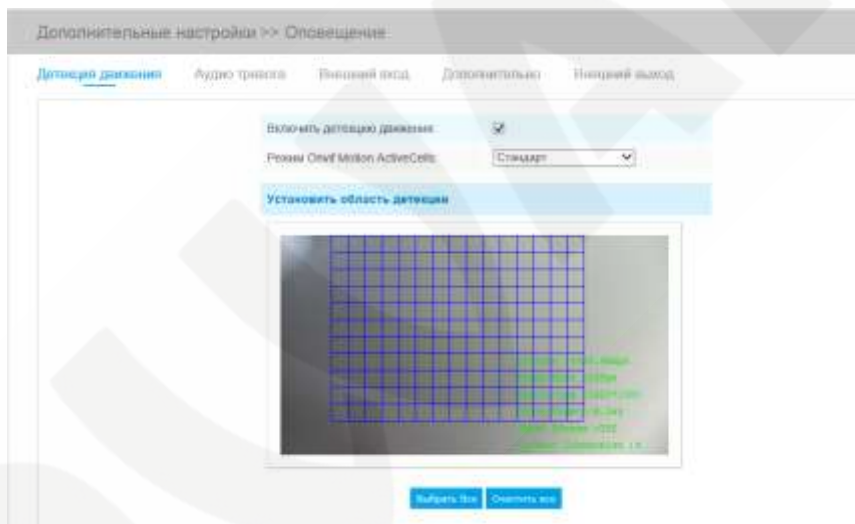 Дополнительные настройки >> Оповещение
Детекция движения Аудио тревога Внешний вход Дополнительно Внешний выход
Включить детекцию движения:
Режим Onvif Motion ActiveCells: Стандарт
Установить область детекции
Выбрать Все Очистить все